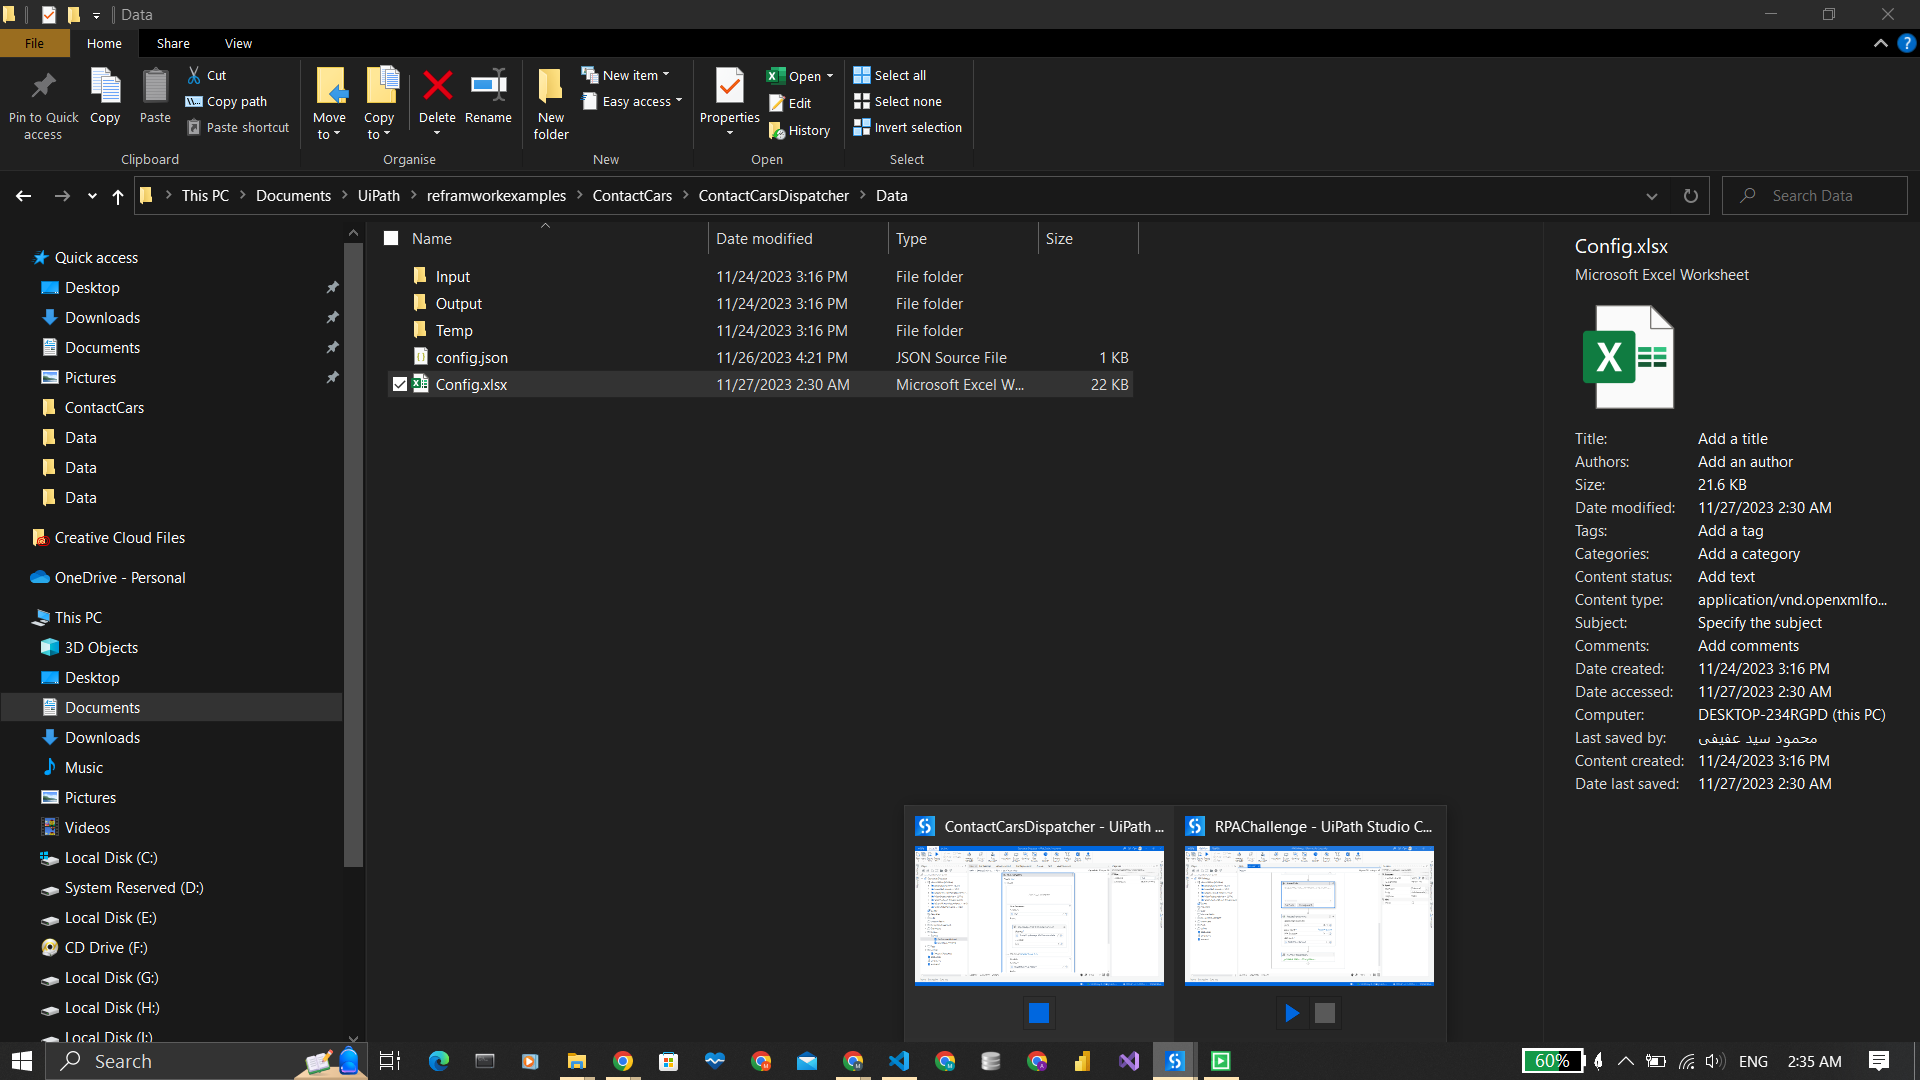 Data
File
Home
Share
View
Pin to Quick access
Copy
Paste
Cut
Copy path
Paste shortcut
Clipboard
Move to
Copy to
Delete
Rename
Organise
New folder
New item
Easy access
New
Properties
Open
Edit
History
Open
Select all
Select none
Invert selection
Select
This PC
Documents
UiPath
reframworkexamples
ContactCars
ContactCarsDispatcher
Data
Search Data
Quick access
Desktop
Downloads
Documents
Pictures
ContactCars
Data
Data
Data
Creative Cloud Files
OneDrive - Personal
This PC
3D Objects
Desktop
Documents
Downloads
Music
Pictures
Videos
Local Disk (C:)
System Reserved (D:)
Local Disk (E:)
CD Drive (F:)
Local Disk (G:)
Local Disk (H:)
Local Disk (I:)
Name Date modified Type Size
Input 11/24/2023 3:16 PM File folder
Output 11/24/2023 3:16 PM File folder
Temp 11/24/2023 3:16 PM File folder
config.json 11/26/2023 4:21 PM JSON Source File 1 KB
Config.xlsx 11/27/2023 2:30 AM Microsoft Excel W... 22 KB
Config.xlsx
Microsoft Excel Worksheet
Title: Add a title
Authors: Add an author
Size: 21.6 KB
Date modified: 11/27/2023 2:30 AM
Tags: Add a tag
Categories: Add a category
Content status: Add text
Content type: application/vnd.openxmlfo...
Subject: Specify the subject
Comments: Add comments
Date created: 11/24/2023 3:16 PM
Date accessed: 11/27/2023 2:30 AM
Computer: DESKTOP-234RGPD (this PC)
Last saved by: محمود سيد عفيفى
Content created: 11/24/2023 3:16 PM
Date last saved: 11/27/2023 2:30 AM
ContactCarsDispatcher - UiPath ...
RPAChallenge - UiPath Studio C...
Search
60%
ENG
2:35 AM